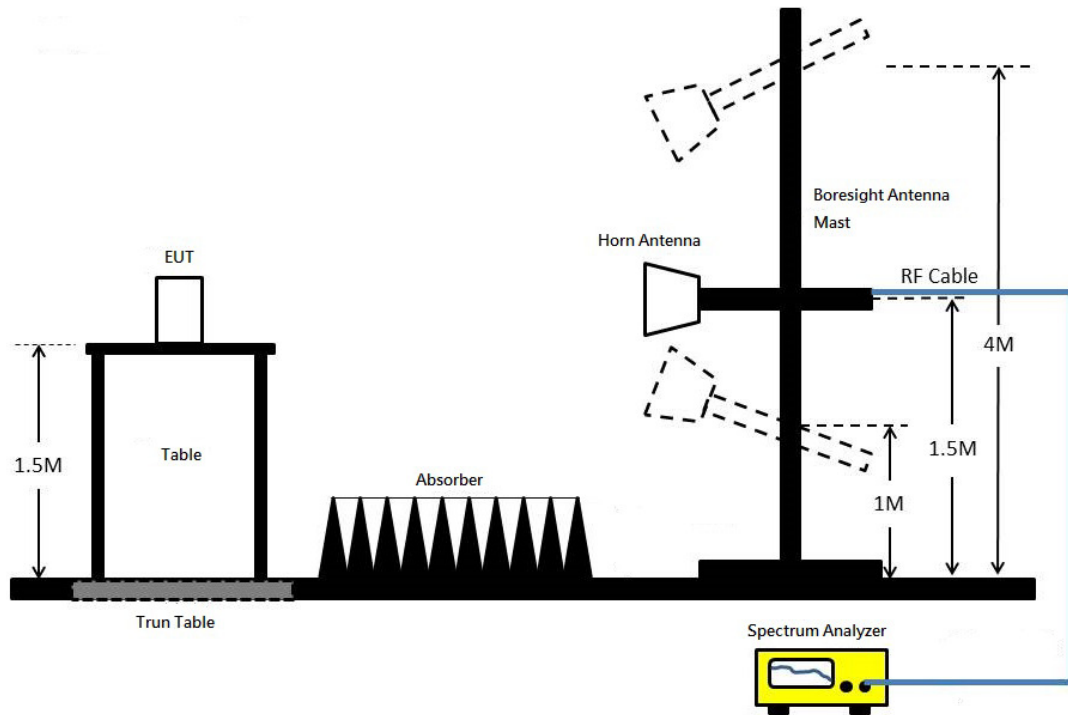 Boresight Antenna
Mast
Horn Antenna
EUT
RF Cable
4M
1.5M
Table
1.5M
Absorber
1M
Trun Table
Spectrum Analyzer